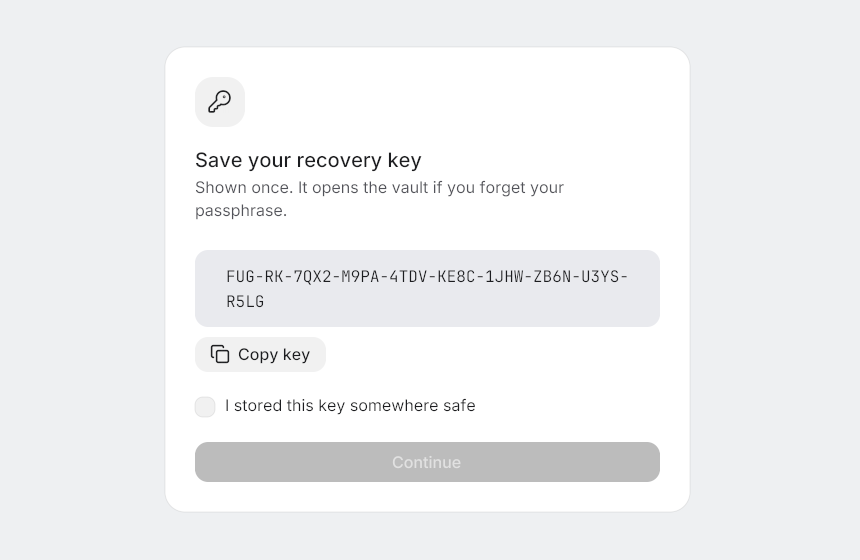 Save your recovery key
Shown once. It opens the vault if you forget your
passphrase.
FUG-RK-7QX2-M9PA-4TDV-KE8C-1JHW-ZB6N-U3YS-
R5LG
Copy key
I stored this key somewhere safe
Continue